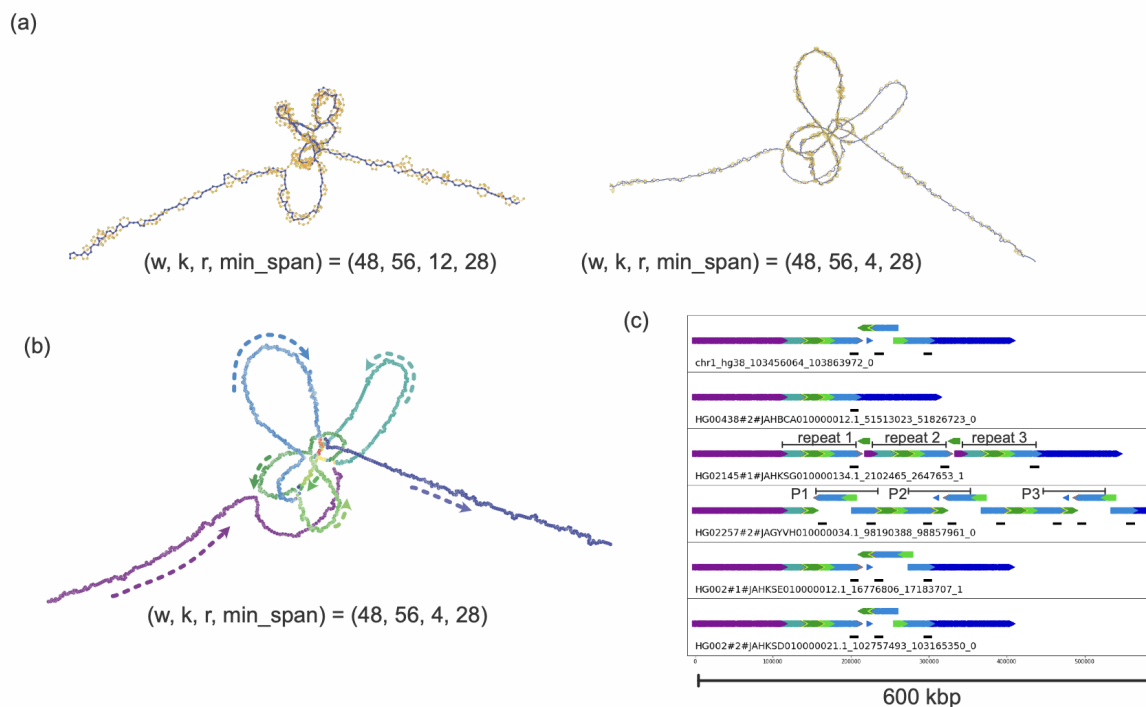 (a)
(w, k, r, min_span) = (48, 56, 12, 28)
(w, k, r, min_span) = (48, 56, 4, 28)
(b)
(w, k, r, min_span) = (48, 56, 4, 28)
(c)
chr1_hg38_103456064_103863972_0
HG00438#2#JAHBCA010000012.1_51513023_51826723_0
repeat 1 repeat 2 repeat 3
HG02145#1#JAHKSG010000134.1_2102465_2647653_1
P1 P2 P3
HG02257#2#JAGYVH010000034.1_98190388_98857961_0
HG002#1#JAHKSE010000012.1_16776806_17183707_1
HG002#2#JAHKSD010000021.1_102757493_103165350_0
0 100000 200000 300000 400000 500000
600 kbp